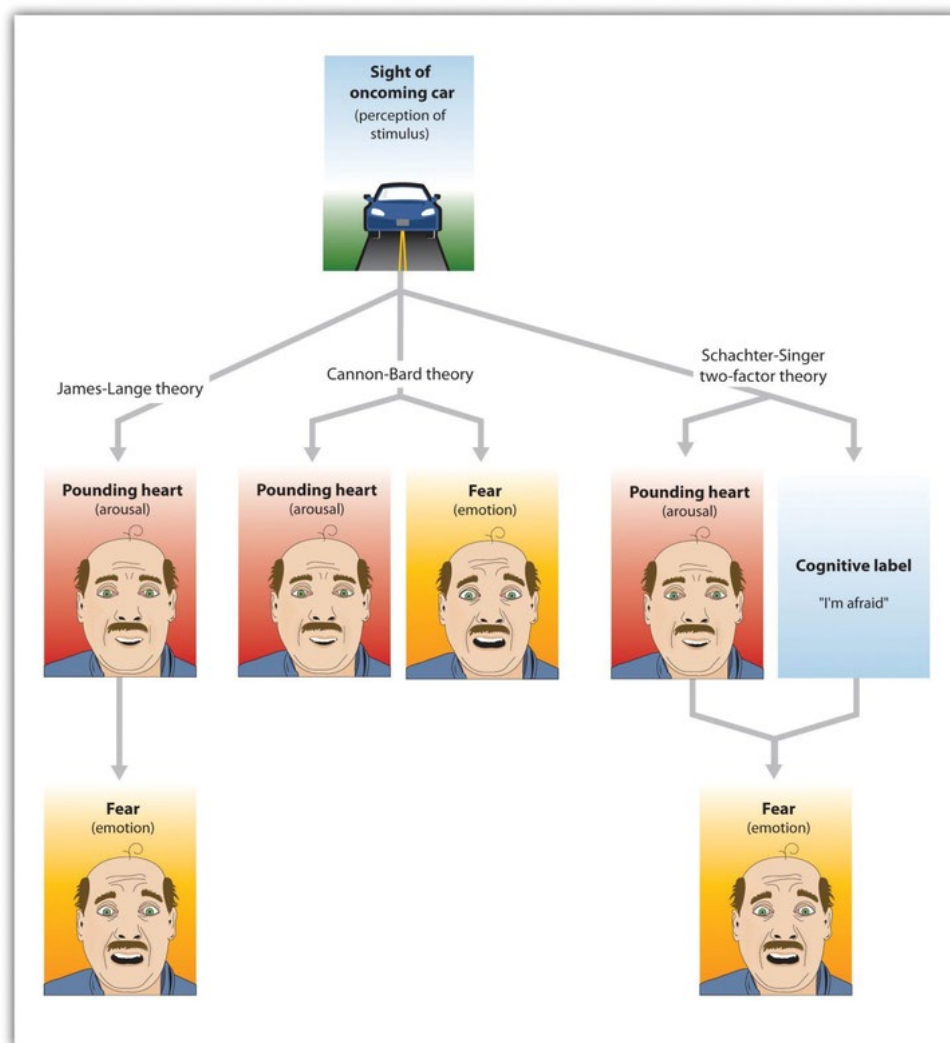 Sight of
oncoming car
(perception of
stimulus)
James-Lange theory
Cannon-Bard theory
Schachter-Singer
two-factor theory
Pounding heart
(arousal)
Pounding heart
(arousal)
Fear
(emotion)
Pounding heart
(arousal)
Cognitive label
"I'm afraid"
Fear
(emotion)
Fear
(emotion)